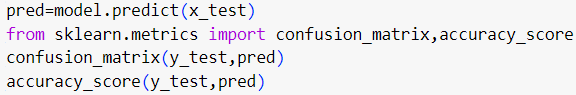 pred=model.predict(x_test)
from sklearn.metrics import confusion_matrix,accuracy_score
confusion_matrix(y_test,pred)
accuracy_score(y_test,pred)